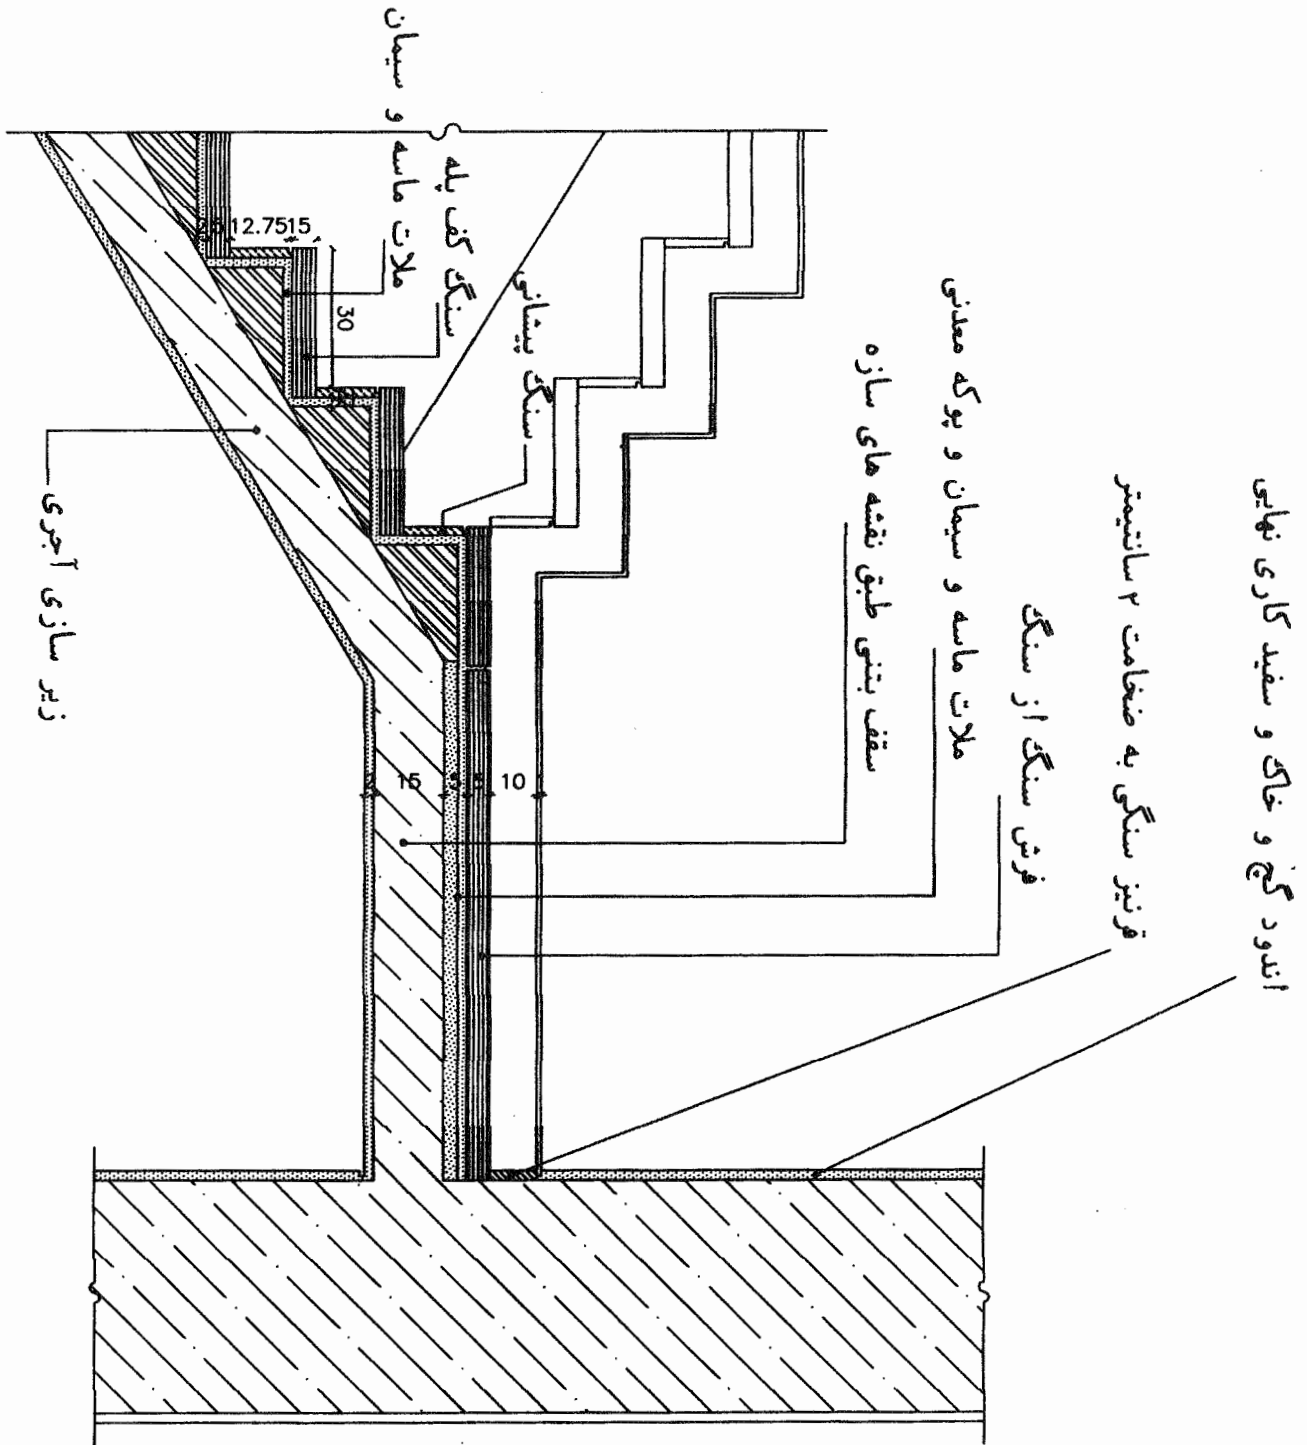 اندود گچ و خاک و سفید کاری نهایی
قرنیز سنگی به ضخامت ۲ سانتیمتر
فرش سنگ از سنگ
ملات ماسه و سیمان و پوکه معدنی
سقف بتنی طبق نقشه های سازه
سنگ پیشانی
سنگ کف پله
ملات ماسه و سیمان
زیر سازی آجری
12.75
15
30
2
15
5
5
10